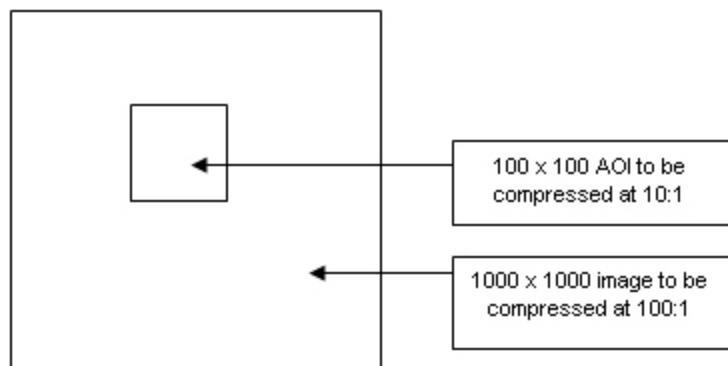 100 x 100 AOI to be
compressed at 10:1
1000 x 1000 image to be
compressed at 100:1